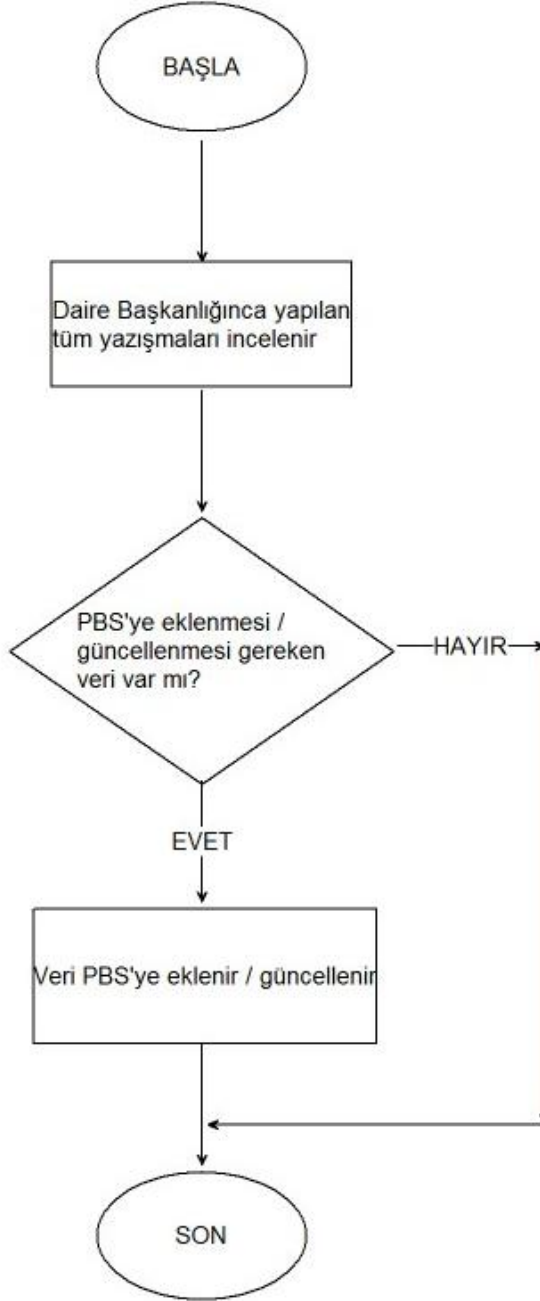 BAŞLA
Daire Başkanlığınca yapılan
tüm yazışmaları incelenir
PBS'ye eklenmesi /
güncellenmesi gereken
veri var mı?
HAYIR
EVET
Veri PBS'ye eklenir / güncellenir
SON